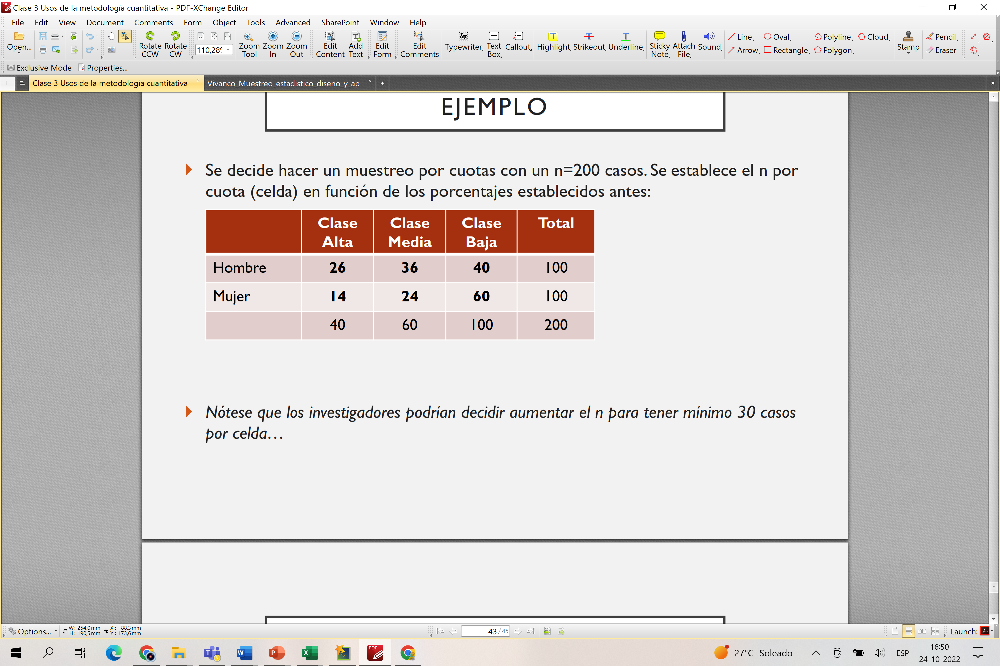 Clase 3 Usos de la metodología cuantitativa - PDF-XChange Editor
File Edit View Document Comments Form Object Tools Advanced SharePoint Window Help
Open...
Rotate CCW
Rotate CW
110,28%
Zoom Tool
Zoom In
Zoom Out
Edit Content
Add Text
Edit Form
Edit Comments
Typewriter
Text Box
Callout
Highlight
Strikeout
Underline
Sticky Note
Attach File
Sound
Line
Arrow
Oval
Rectangle
Polyline
Polygon
Cloud
Stamp
Pencil
Eraser
Exclusive Mode Properties...
Clase 3 Usos de la metodología cuantitativa
Vivanco_Muestreo_estadistico_diseno_y_ap
EJEMPLO
Se decide hacer un muestreo por cuotas con un n=200 casos. Se establece el n por
cuota (celda) en función de los porcentajes establecidos antes:
Clase Alta
Clase Media
Clase Baja
Total
Hombre 26 36 40 100
Mujer 14 24 60 100
40 60 100 200
Nótese que los investigadores podrían decidir aumentar el n para tener mínimo 30 casos
por celda…
Options...
W: 254,0 mm
H: 190,5 mm
X: 88,3 mm
Y: 173,6 mm
43 / 45
Launch:
27°C Soleado
ESP
16:50
24-10-2022